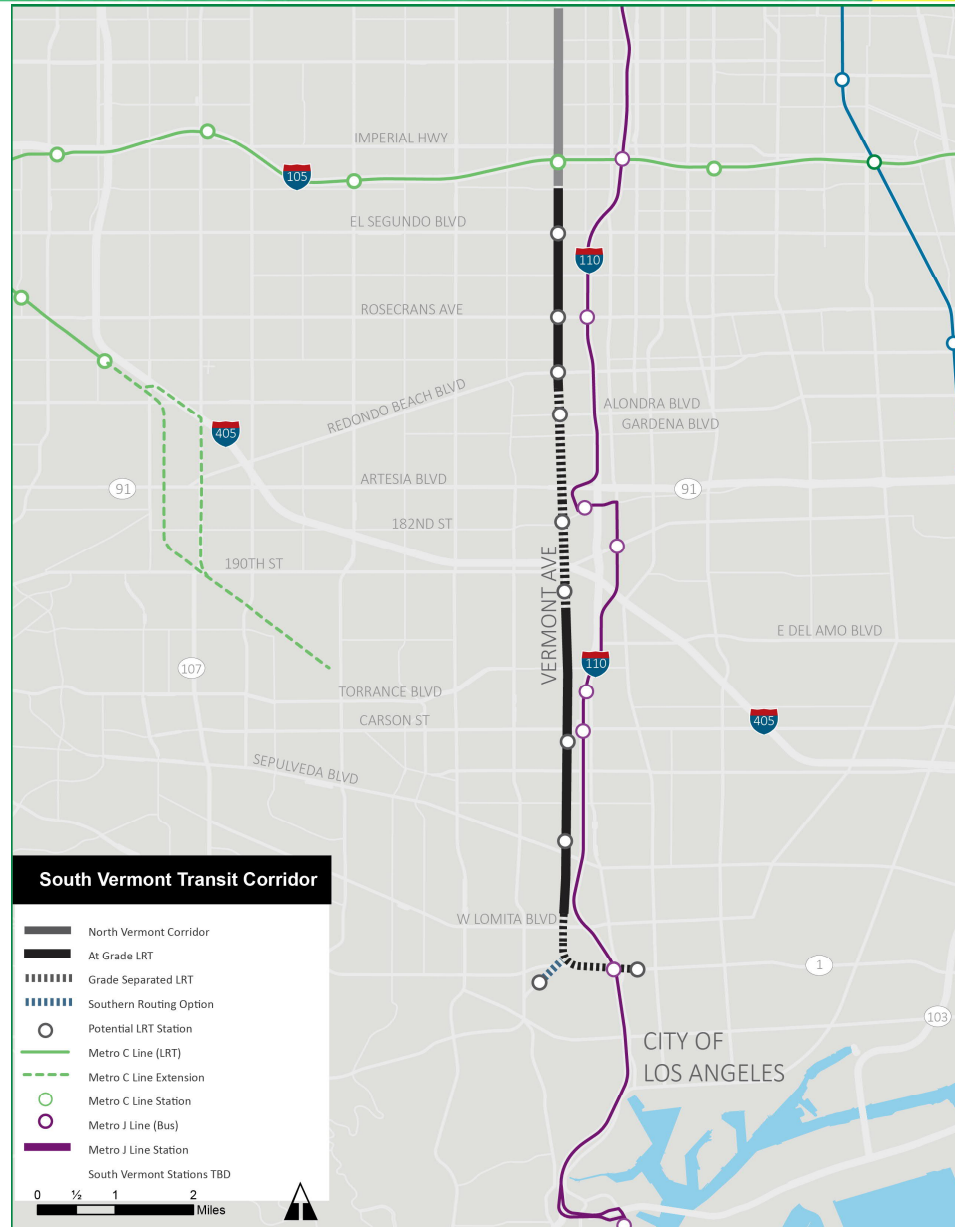 IMPERIAL HWY
105
EL SEGUNDO BLVD
110
ROSECRANS AVE
REDONDO BEACH BLVD
ALONDRA BLVD
GARDENA BLVD
405
ARTESIA BLVD
91
91
182ND ST
190TH ST
VERMONT AVE
E DEL AMO BLVD
107
110
TORRANCE BLVD
CARSON ST
405
SEPULVEDA BLVD
W LOMITA BLVD
1
103
CITY OF
LOS ANGELES
South Vermont Transit Corridor
North Vermont Corridor
At Grade LRT
Grade Separated LRT
Southern Routing Option
Potential LRT Station
Metro C Line (LRT)
Metro C Line Extension
Metro C Line Station
Metro J Line (Bus)
Metro J Line Station
South Vermont Stations TBD
0 ½ 1 2
Miles